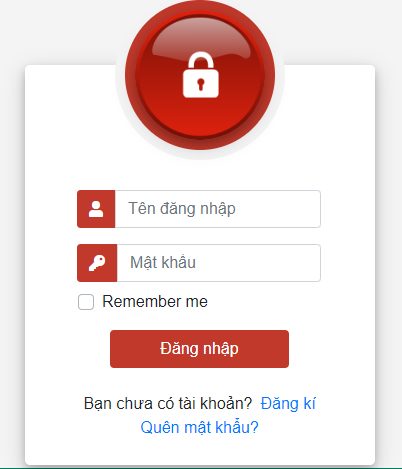 Tên đăng nhập
Mật khẩu
Remember me
Đăng nhập
Bạn chưa có tài khoản? Đăng kí
Quên mật khẩu?